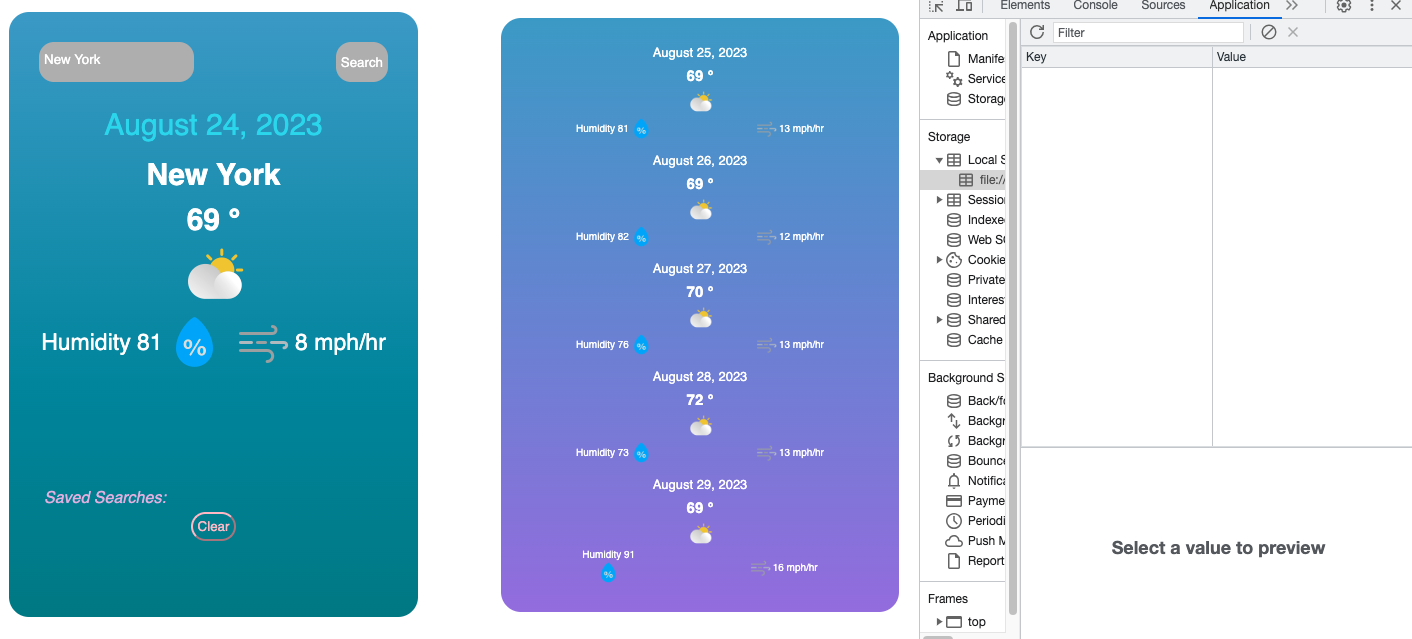 New York
Search
August 24, 2023
New York
69 °
Humidity 81 % 8 mph/hr
Saved Searches:
Clear
August 25, 2023
69 °
Humidity 81 % 13 mph/hr
August 26, 2023
69 °
Humidity 82 % 12 mph/hr
August 27, 2023
70 °
Humidity 76 % 13 mph/hr
August 28, 2023
72 °
Humidity 73 % 13 mph/hr
August 29, 2023
69 °
Humidity 91
% 16 mph/hr
Elements Console Sources Application
Application
Manife
Service
Storag
Storage
Local S
file://
Sessio
Indexe
Web S
Cookie
Private
Interes
Shared
Cache
Background S
Back/fo
Backgr
Backgr
Bounce
Notifica
Payme
Periodi
Push M
Report
Frames
top
Filter
Key Value
Select a value to preview